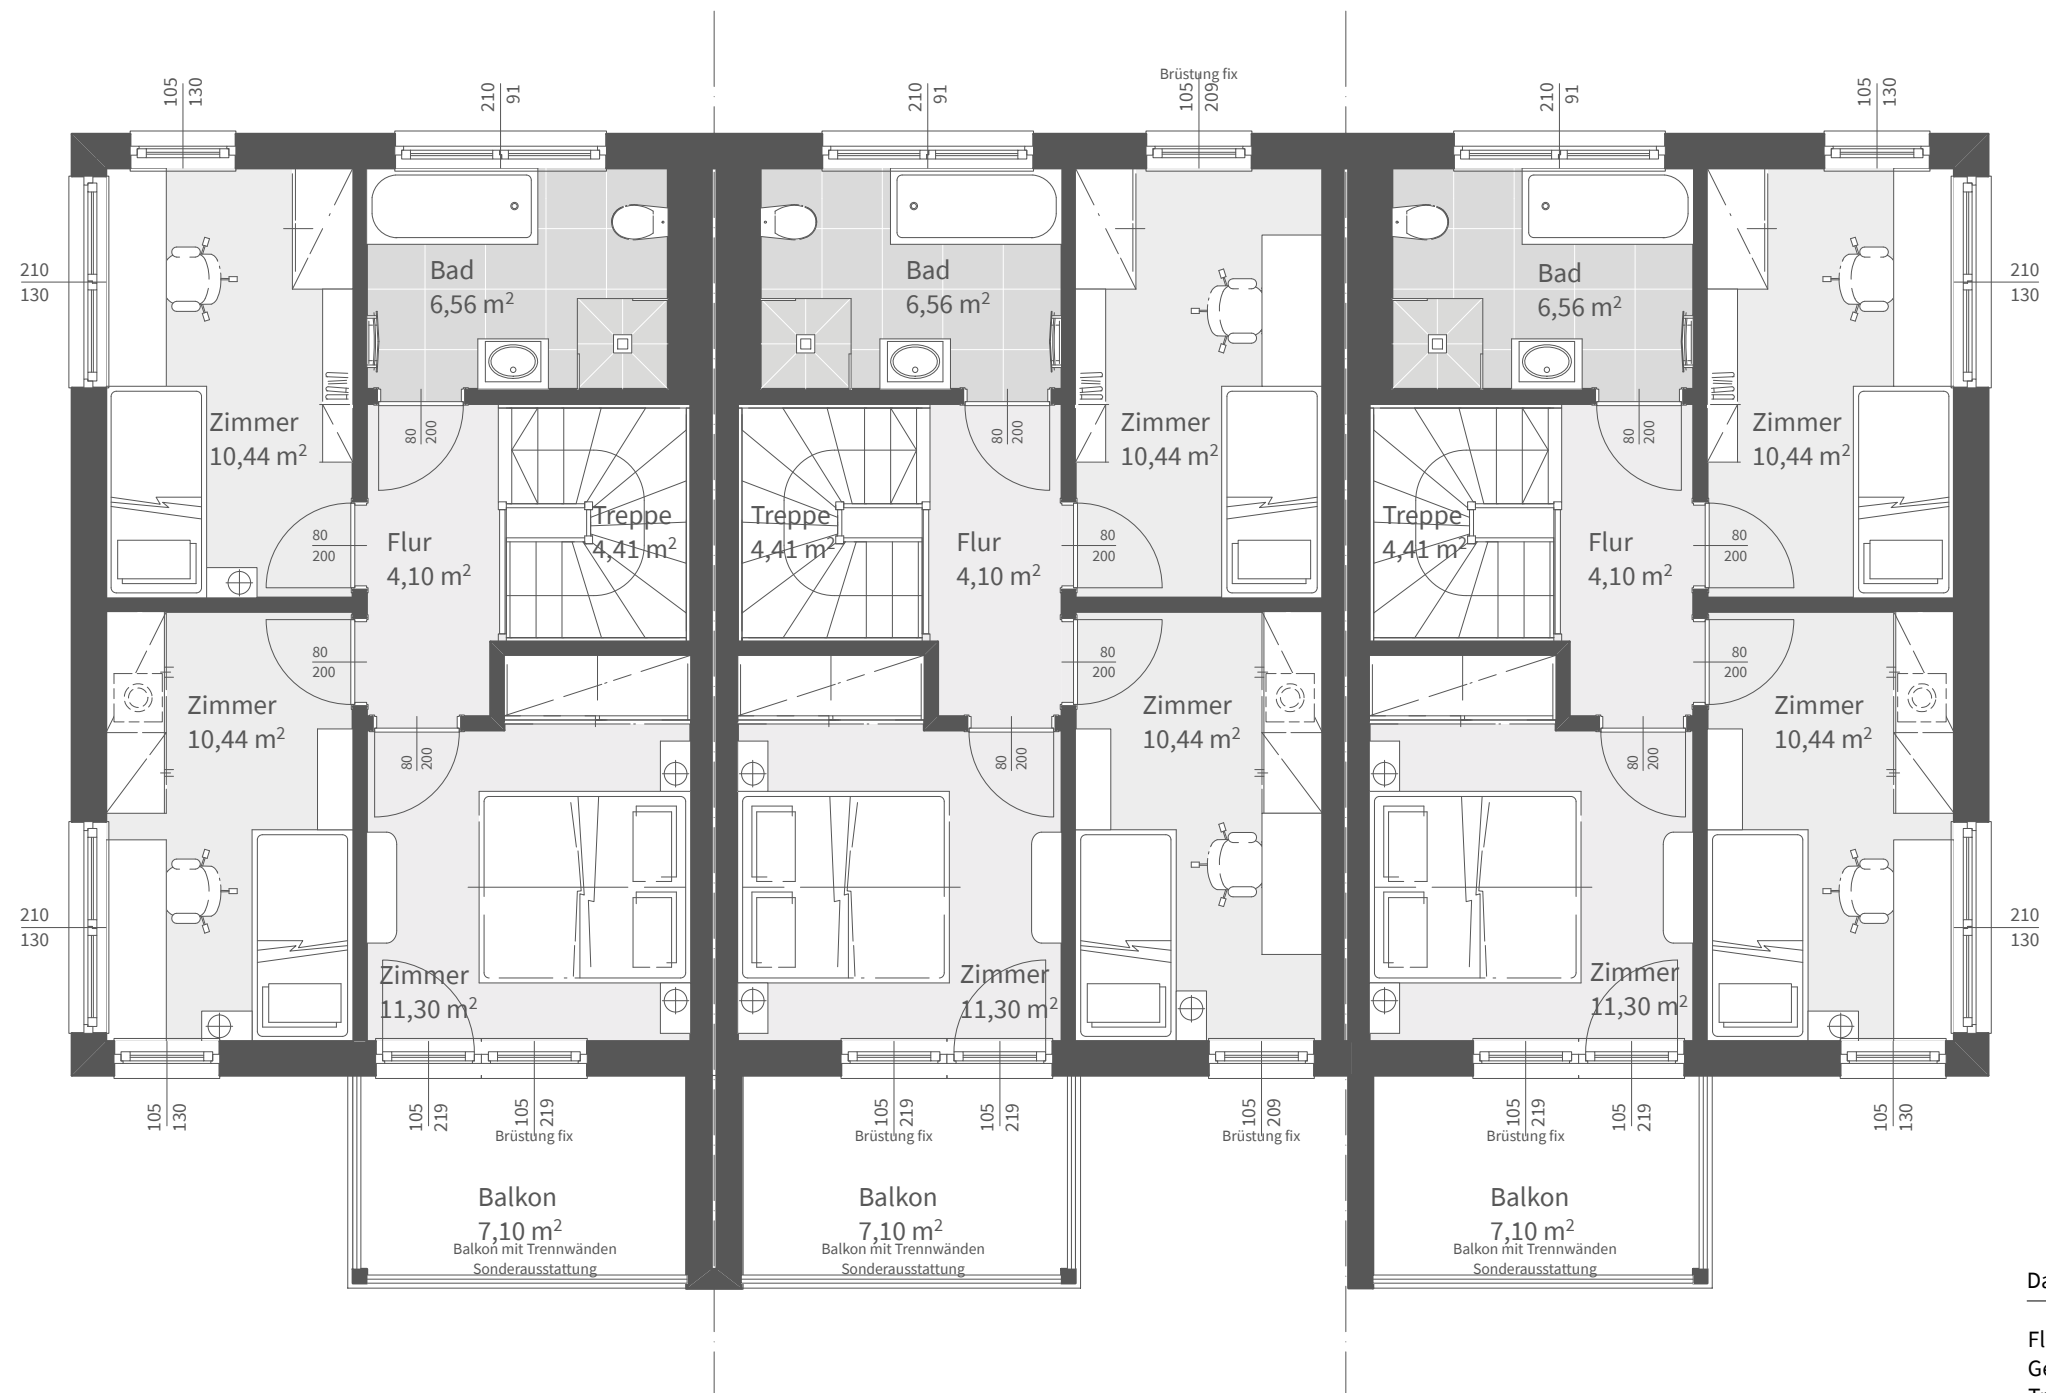 Brüstung fix
105
130
210
91
210
91
105
209
210
91
105
130
210
130
Bad
6,56 m²
Bad
6,56 m²
Bad
6,56 m²
210
130
Zimmer
10,44 m²
80
200
80
200
Zimmer
10,44 m²
80
200
Zimmer
10,44 m²
Treppe
4,41 m²
Treppe
4,41 m²
Treppe
4,41 m²
80
200
Flur
4,10 m²
Flur
4,10 m²
80
200
Flur
4,10 m²
80
200
80
200
80
200
80
200
Zimmer
10,44 m²
Zimmer
10,44 m²
Zimmer
10,44 m²
80
200
80
200
80
200
210
130
210
130
Zimmer
11,30 m²
Zimmer
11,30 m²
Zimmer
11,30 m²
105
130
105
219
105
219
105
219
105
219
105
209
105
219
105
219
105
130
Brüstung fix
Brüstung fix
Brüstung fix
Brüstung fix
Balkon
7,10 m²
Balkon mit Trennwänden
Sonderausstattung
Balkon
7,10 m²
Balkon mit Trennwänden
Sonderausstattung
Balkon
7,10 m²
Balkon mit Trennwänden
Sonderausstattung